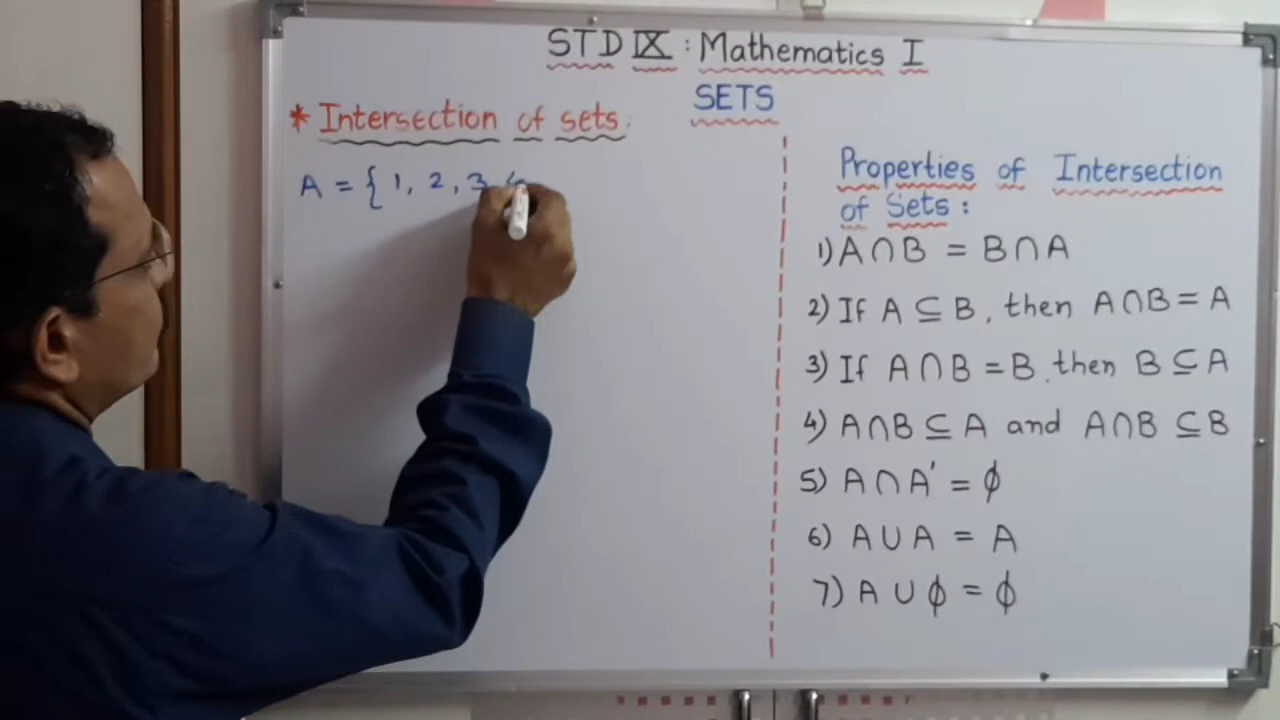 STD IX : Mathematics I
SETS
* Intersection of sets:
A = { 1, 2, 3
Properties of Intersection
of Sets :
1) A ∩ B = B ∩ A
2) If A ⊆ B, then A ∩ B = A
3) If A ∩ B = B, then B ⊆ A
4) A ∩ B ⊆ A and A ∩ B ⊆ B
5) A ∩ A' = ϕ
6) A ∪ A = A
7) A ∪ ϕ = ϕ